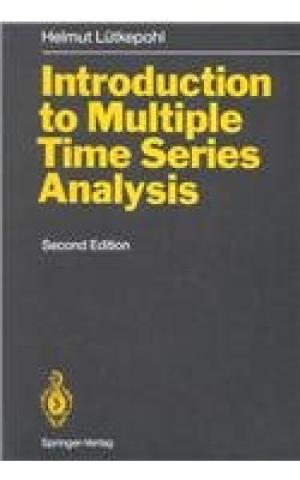 Helmut Lütkepohl
Introduction
to Multiple
Time Series
Analysis
Second Edition
Springer-Verlag